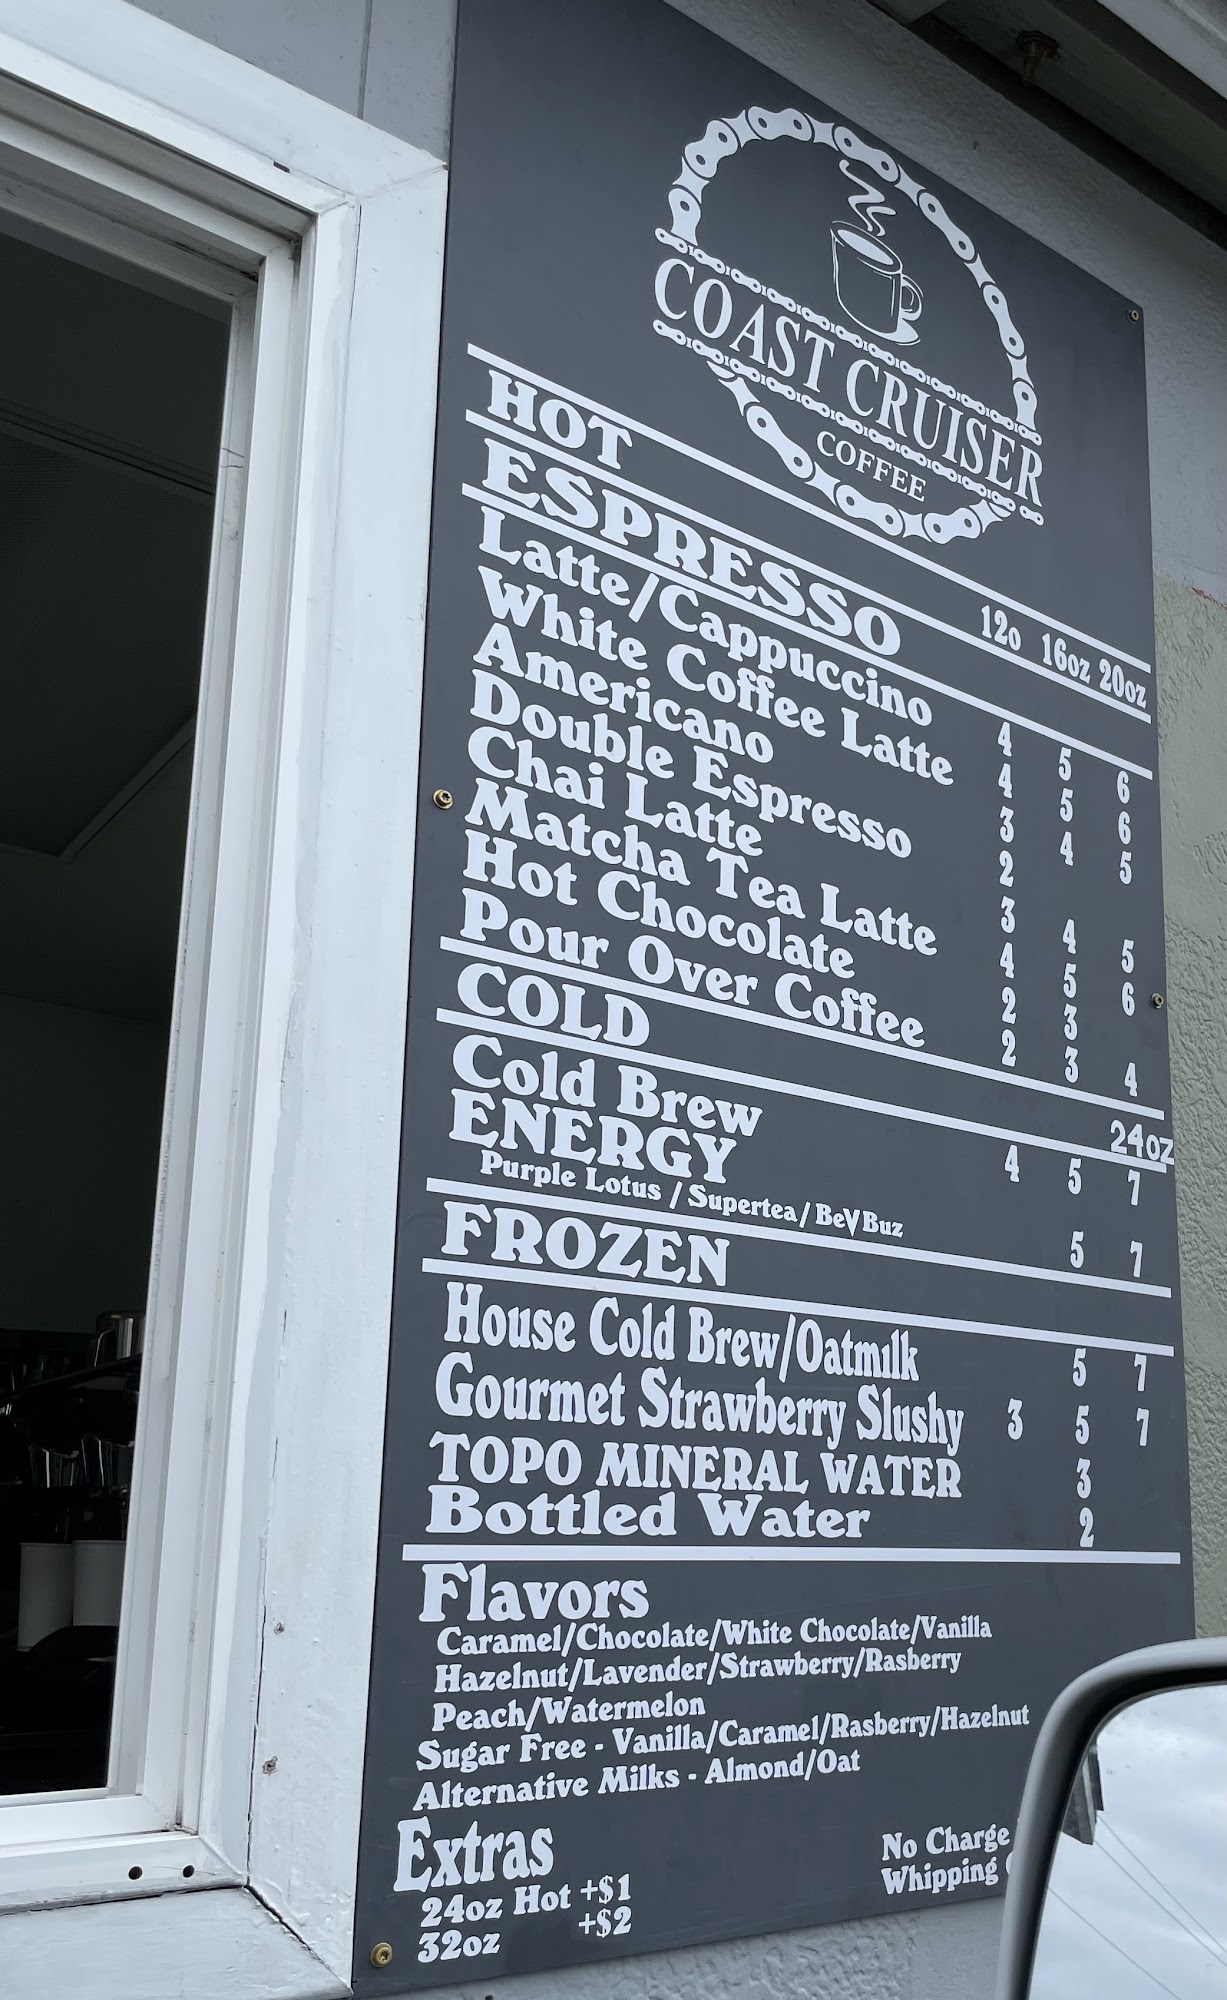 COAST CRUISER
COFFEE
HOT
ESPRESSO 12o 16oz 20oz
Latte/Cappuccino 4 5 6
White Coffee Latte 4 5 6
Americano 3 4 5
Double Espresso 2
Chai Latte 3 4 5
Matcha Tea Latte 4 5 6
Hot Chocolate 2 3
Pour Over Coffee 2 3 4
COLD 24oz
Cold Brew 4 5 7
ENERGY 5 7
Purple Lotus / Supertea / BeVBuz
FROZEN
House Cold Brew/Oatmilk 5 7
Gourmet Strawberry Slushy 3 5 7
TOPO MINERAL WATER 3
Bottled Water 2
Flavors
Caramel/Chocolate/White Chocolate/Vanilla
Hazelnut/Lavender/Strawberry/Rasberry
Peach/Watermelon
Sugar Free - Vanilla/Caramel/Rasberry/Hazelnut
Alternative Milks - Almond/Oat
Extras
24oz Hot +$1
32oz +$2
No Charge
Whipping